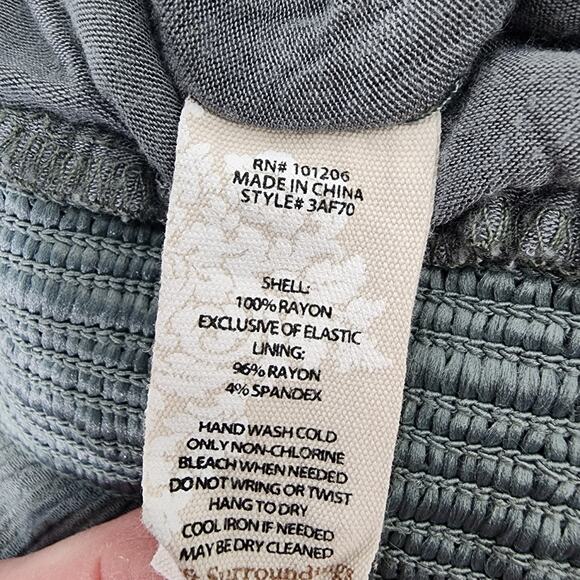 RN# 101206
MADE IN CHINA
STYLE# 3AF70
SHELL:
100% RAYON
EXCLUSIVE OF ELASTIC
LINING:
96% RAYON
4% SPANDEX
HAND WASH COLD
ONLY NON-CHLORINE
BLEACH WHEN NEEDED
DO NOT WRING OR TWIST
HANG TO DRY
COOL IRON IF NEEDED
MAY BE DRY CLEANED
& Surroundings